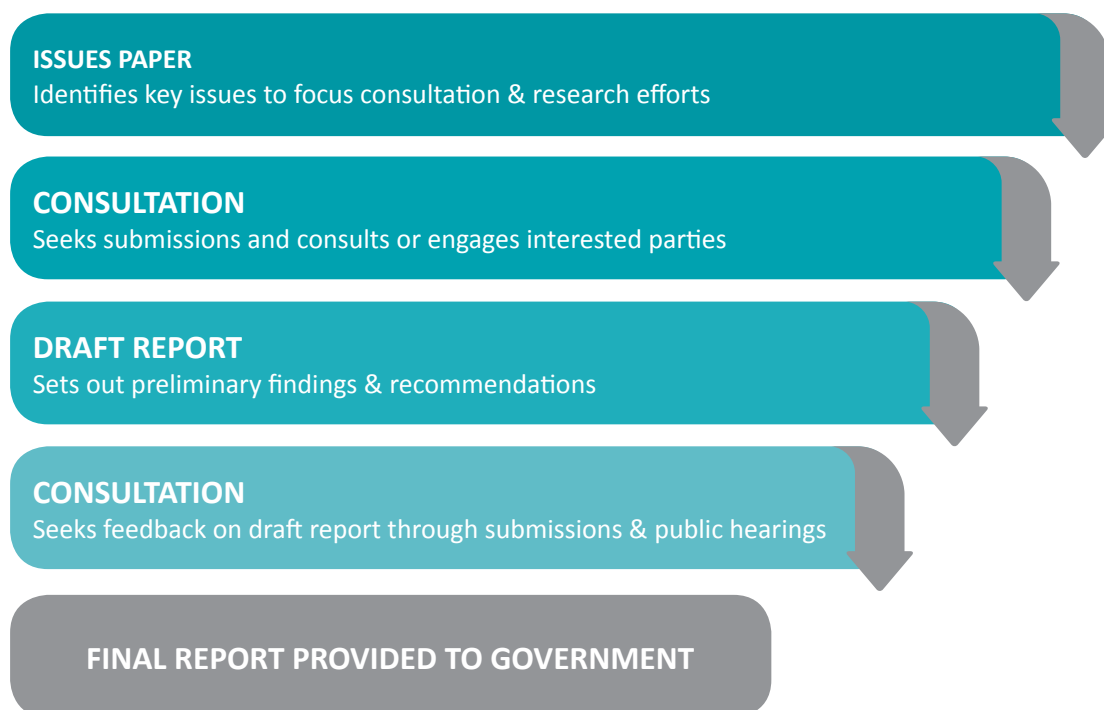 ISSUES PAPER
Identifies key issues to focus consultation & research efforts
CONSULTATION
Seeks submissions and consults or engages interested parties
DRAFT REPORT
Sets out preliminary findings & recommendations
CONSULTATION
Seeks feedback on draft report through submissions & public hearings
FINAL REPORT PROVIDED TO GOVERNMENT